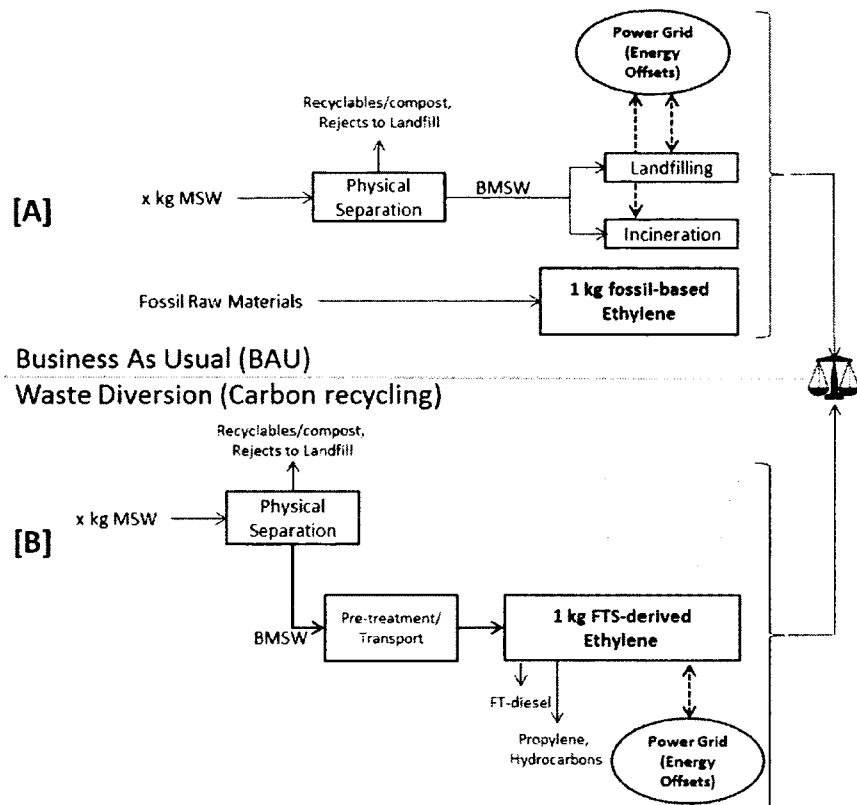 Power Grid
(Energy
Offsets)
Recyclables/compost,
Rejects to Landfill
[A]
x kg MSW
Physical
Separation
BMSW
Landfilling
Incineration
Fossil Raw Materials
1 kg fossil-based
Ethylene
Business As Usual (BAU)
Waste Diversion (Carbon recycling)
Recyclables/compost,
Rejects to Landfill
[B]
x kg MSW
Physical
Separation
BMSW
Pre-treatment/
Transport
1 kg FTS-derived
Ethylene
FT-diesel
Propylene,
Hydrocarbons
Power Grid
(Energy
Offsets)